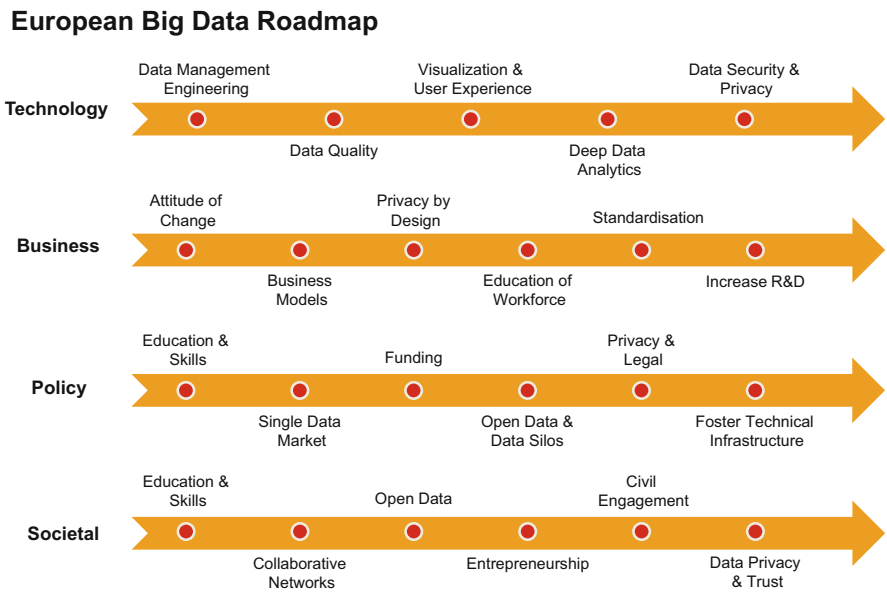 European Big Data Roadmap
Technology
Data Management
Engineering
Data Quality
Visualization &
User Experience
Deep Data
Analytics
Data Security &
Privacy
Business
Attitude of
Change
Business
Models
Privacy by
Design
Education of
Workforce
Standardisation
Increase R&D
Policy
Education &
Skills
Single Data
Market
Funding
Open Data &
Data Silos
Privacy &
Legal
Foster Technical
Infrastructure
Societal
Education &
Skills
Collaborative
Networks
Open Data
Entrepreneurship
Civil
Engagement
Data Privacy
& Trust